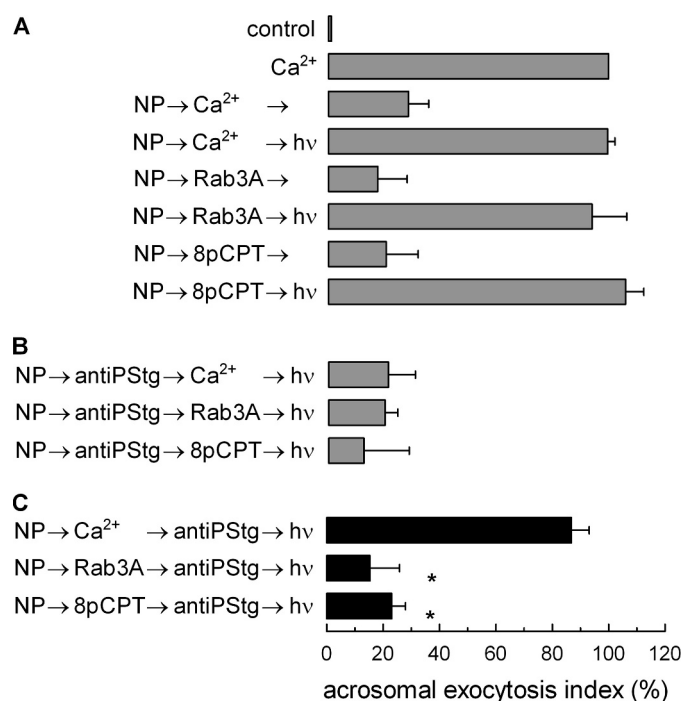 A
control
Ca²⁺
NP→Ca²⁺ →
NP→Ca²⁺ →hν
NP→Rab3A→
NP→Rab3A→hν
NP→8pCPT→
NP→8pCPT→hν
B
NP→antiPStg→Ca²⁺ →hν
NP→antiPStg→Rab3A→hν
NP→antiPStg→8pCPT→hν
C
NP→Ca²⁺ →antiPStg→hν
NP→Rab3A→antiPStg→hν
*
NP→8pCPT→antiPStg→hν
*
0 20 40 60 80 100 120
acrosomal exocytosis index (%)